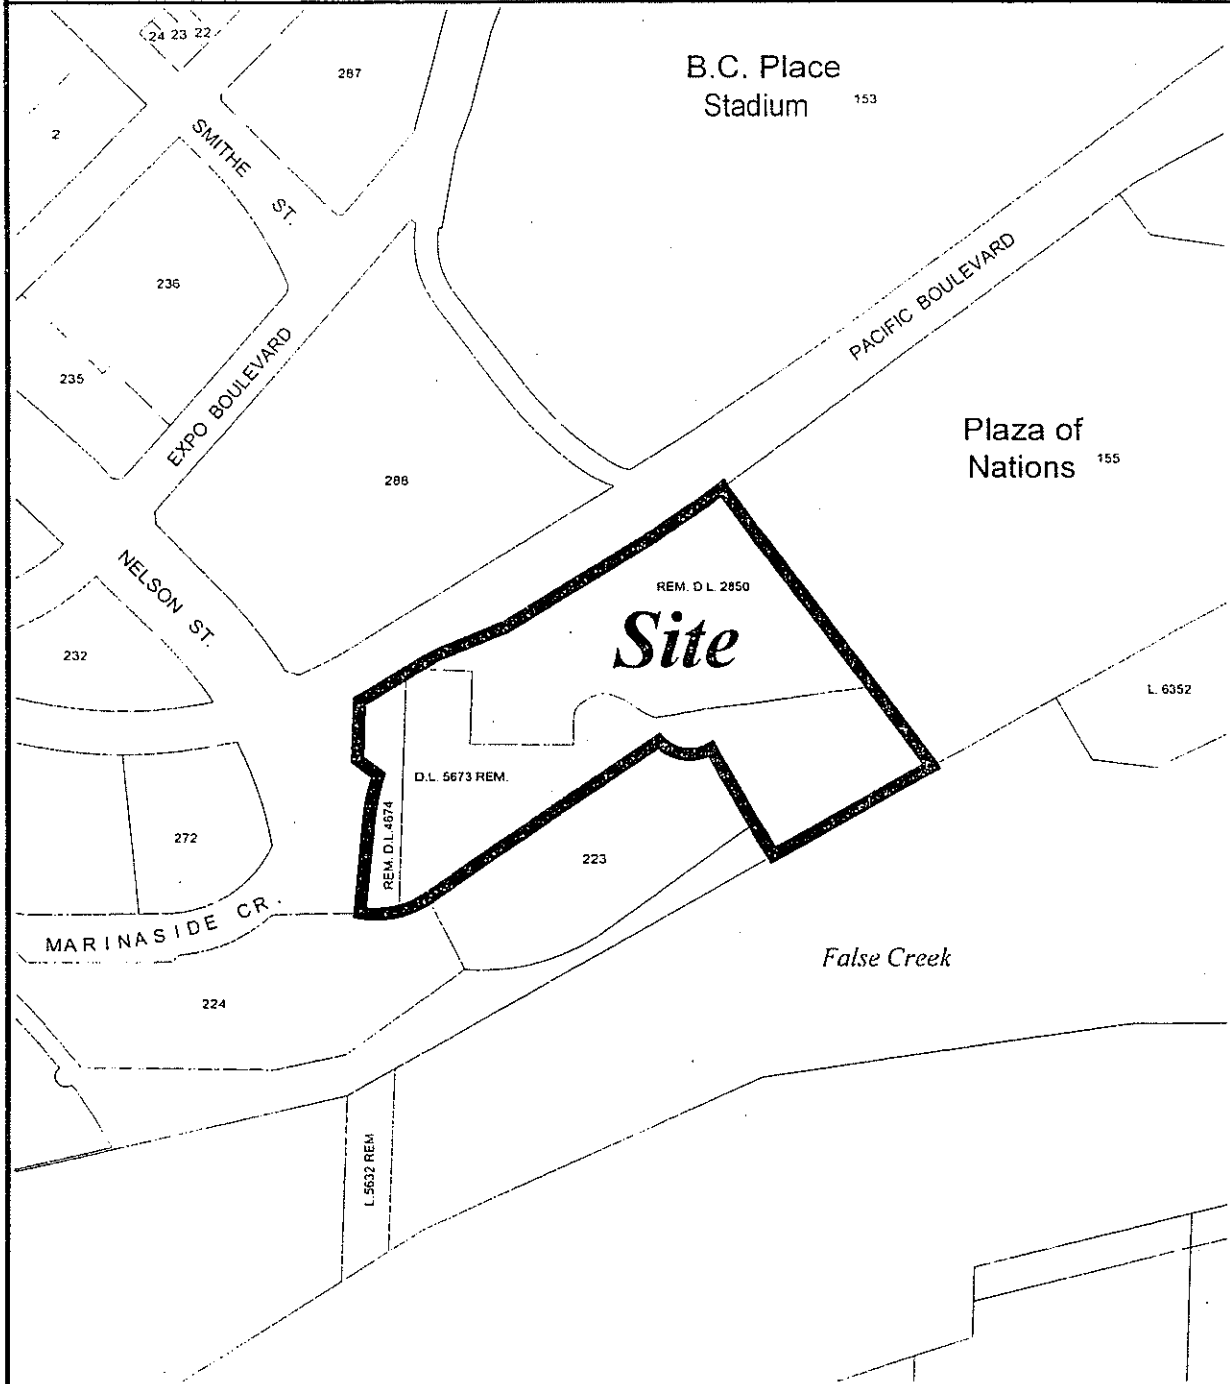 24 23 22
287
B.C. Place
Stadium 153
2
SMITHE ST.
236
PACIFIC BOULEVARD
EXPO BOULEVARD
235
Plaza of
Nations 155
288
NELSON ST.
REM. D L. 2850
Site
232
L. 6352
D.L. 5673 REM.
REM. D.L.4674
272
223
MARINASIDE CR.
False Creek
224
L.5632 REM